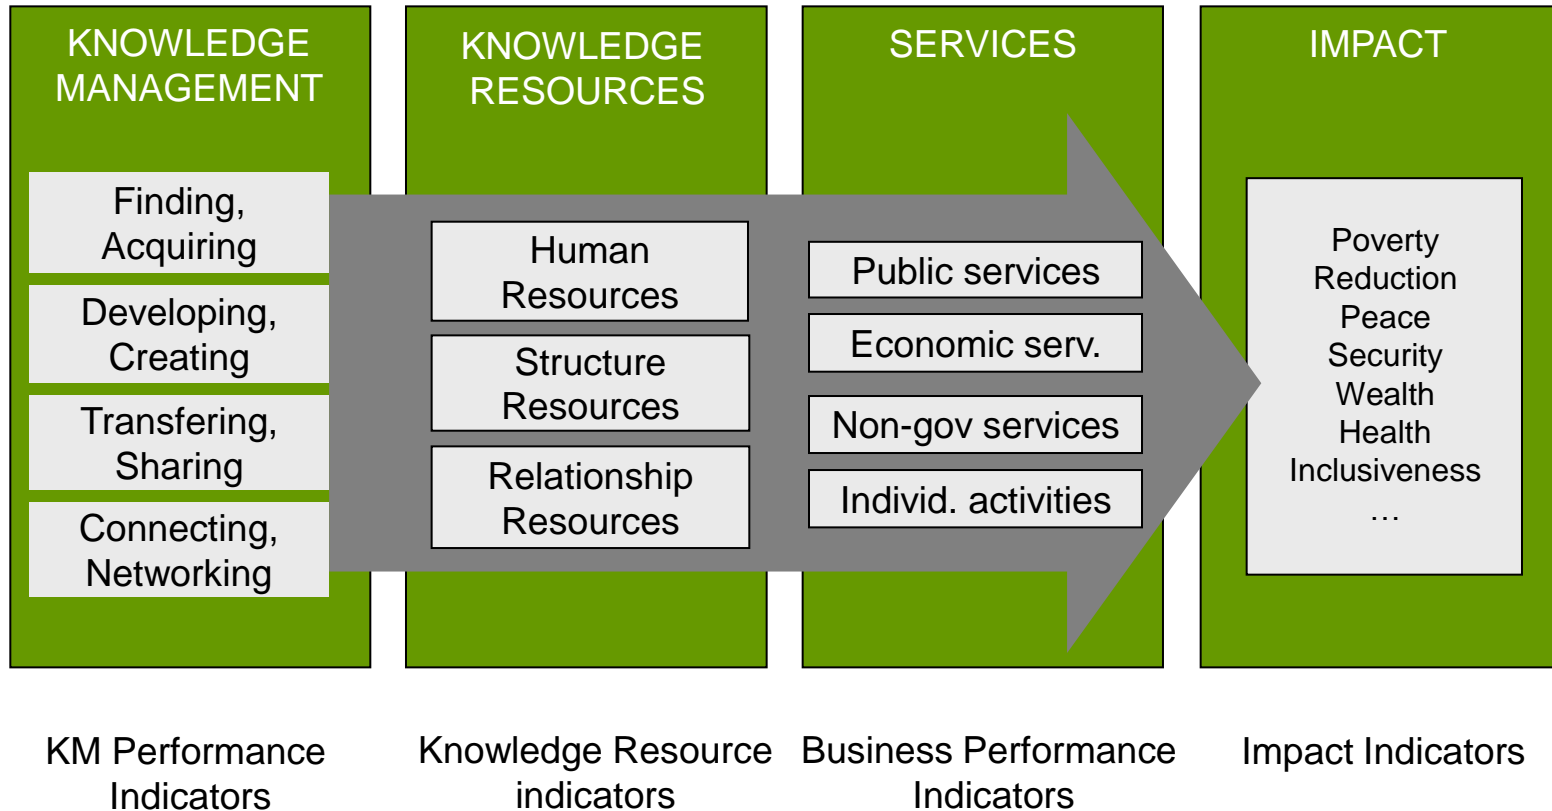 KNOWLEDGE
MANAGEMENT
Finding,
Acquiring
Developing,
Creating
Transfering,
Sharing
Connecting,
Networking
KM Performance
Indicators
KNOWLEDGE
RESOURCES
Human
Resources
Structure
Resources
Relationship
Resources
Knowledge Resource
indicators
SERVICES
Public services
Economic serv.
Non-gov services
Individ. activities
Business Performance
Indicators
IMPACT
Poverty
Reduction
Peace
Security
Wealth
Health
Inclusiveness
…
Impact Indicators